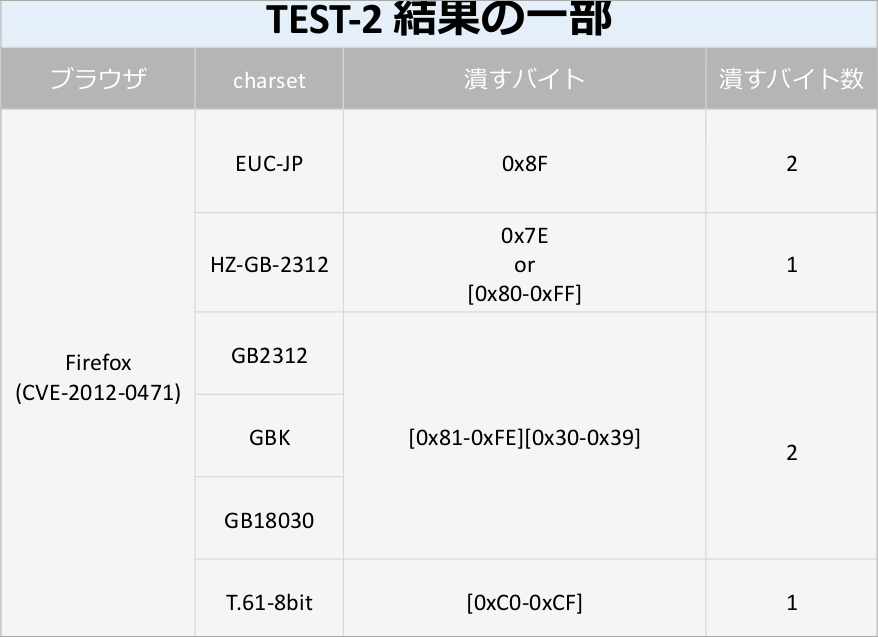 TEST-2 結果の一部
ブラウザ charset 潰すバイト 潰すバイト数
Firefox
(CVE-2012-0471)
EUC-JP 0x8F 2
HZ-GB-2312 0x7E
or
[0x80-0xFF] 1
GB2312
GBK
GB18030
[0x81-0xFE][0x30-0x39] 2
T.61-8bit [0xC0-0xCF] 1